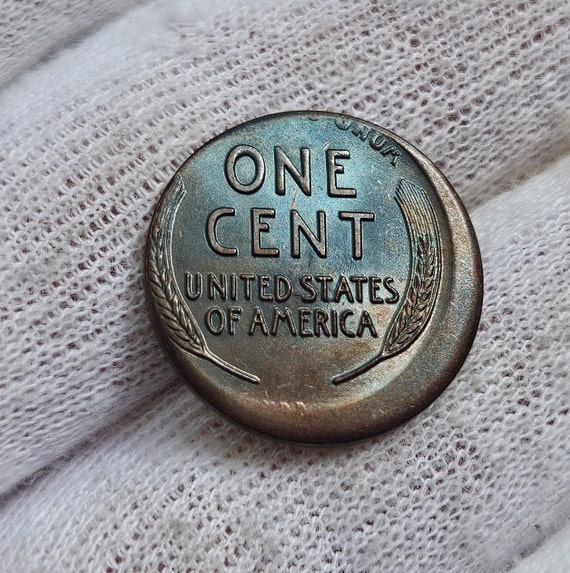 ONE
CENT
UNITED·STATES
OF AMERICA